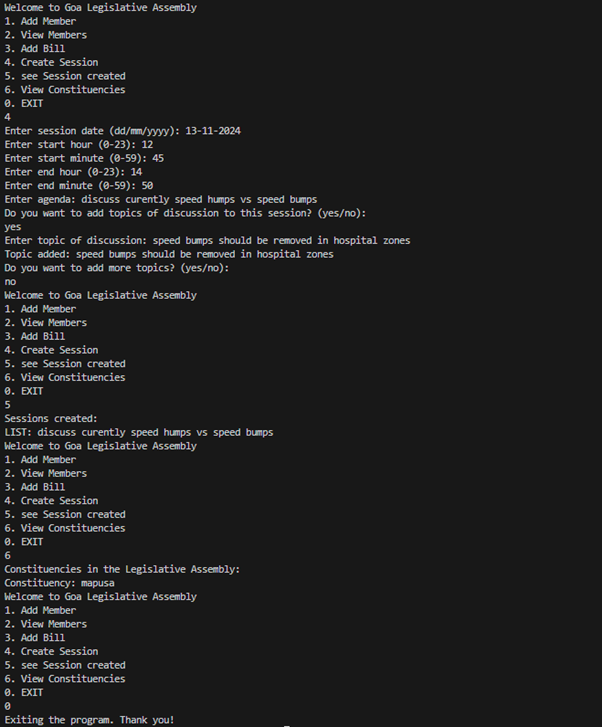 Welcome to Goa Legislative Assembly
1. Add Member
2. View Members
3. Add Bill
4. Create Session
5. see Session created
6. View Constituencies
0. EXIT
4
Enter session date (dd/mm/yyyy): 13-11-2024
Enter start hour (0-23): 12
Enter start minute (0-59): 45
Enter end hour (0-23): 14
Enter end minute (0-59): 50
Enter agenda: discuss curently speed humps vs speed bumps
Do you want to add topics of discussion to this session? (yes/no):
yes
Enter topic of discussion: speed bumps should be removed in hospital zones
Topic added: speed bumps should be removed in hospital zones
Do you want to add more topics? (yes/no):
no
Welcome to Goa Legislative Assembly
1. Add Member
2. View Members
3. Add Bill
4. Create Session
5. see Session created
6. View Constituencies
0. EXIT
5
Sessions created:
LIST: discuss curently speed humps vs speed bumps
Welcome to Goa Legislative Assembly
1. Add Member
2. View Members
3. Add Bill
4. Create Session
5. see Session created
6. View Constituencies
0. EXIT
6
Constituencies in the Legislative Assembly:
Constituency: mapusa
Welcome to Goa Legislative Assembly
1. Add Member
2. View Members
3. Add Bill
4. Create Session
5. see Session created
6. View Constituencies
0. EXIT
0
Exiting the program. Thank you!